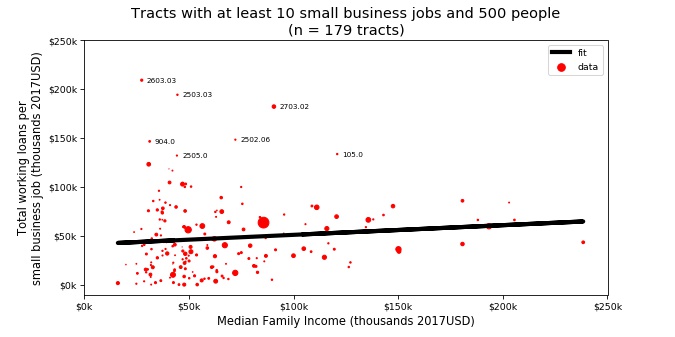 Tracts with at least 10 small business jobs and 500 people
(n = 179 tracts)
Total working loans per
small business job (thousands 2017USD)
$250k
$200k
$150k
$100k
$50k
$0k
fit
data
2603.03
2503.03
2703.02
904.0
2502.06
2505.0
105.0
$0k
$50k
$100k
$150k
$200k
$250k
Median Family Income (thousands 2017USD)